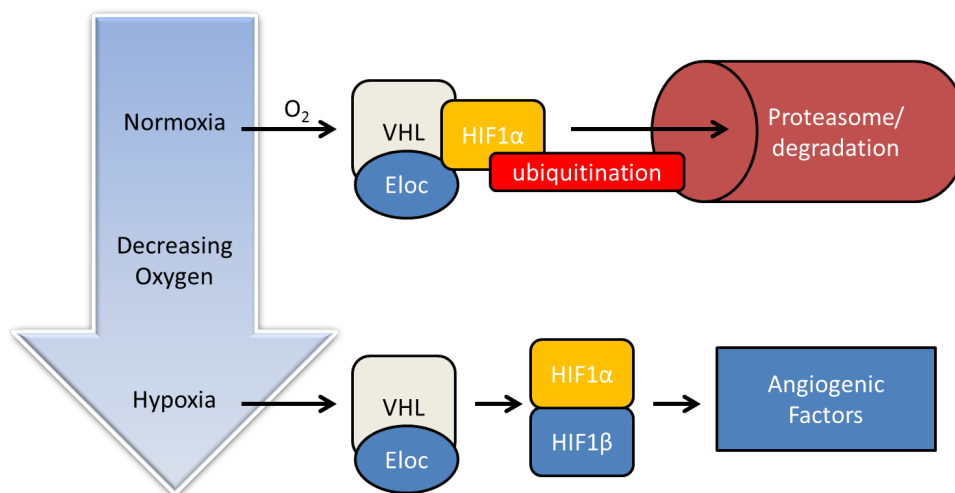 Normoxia
O2
VHL
HIF1α
Eloc
ubiquitination
Proteasome/
degradation
Decreasing
Oxygen
Hypoxia
VHL
Eloc
HIF1α
HIF1β
Angiogenic
Factors